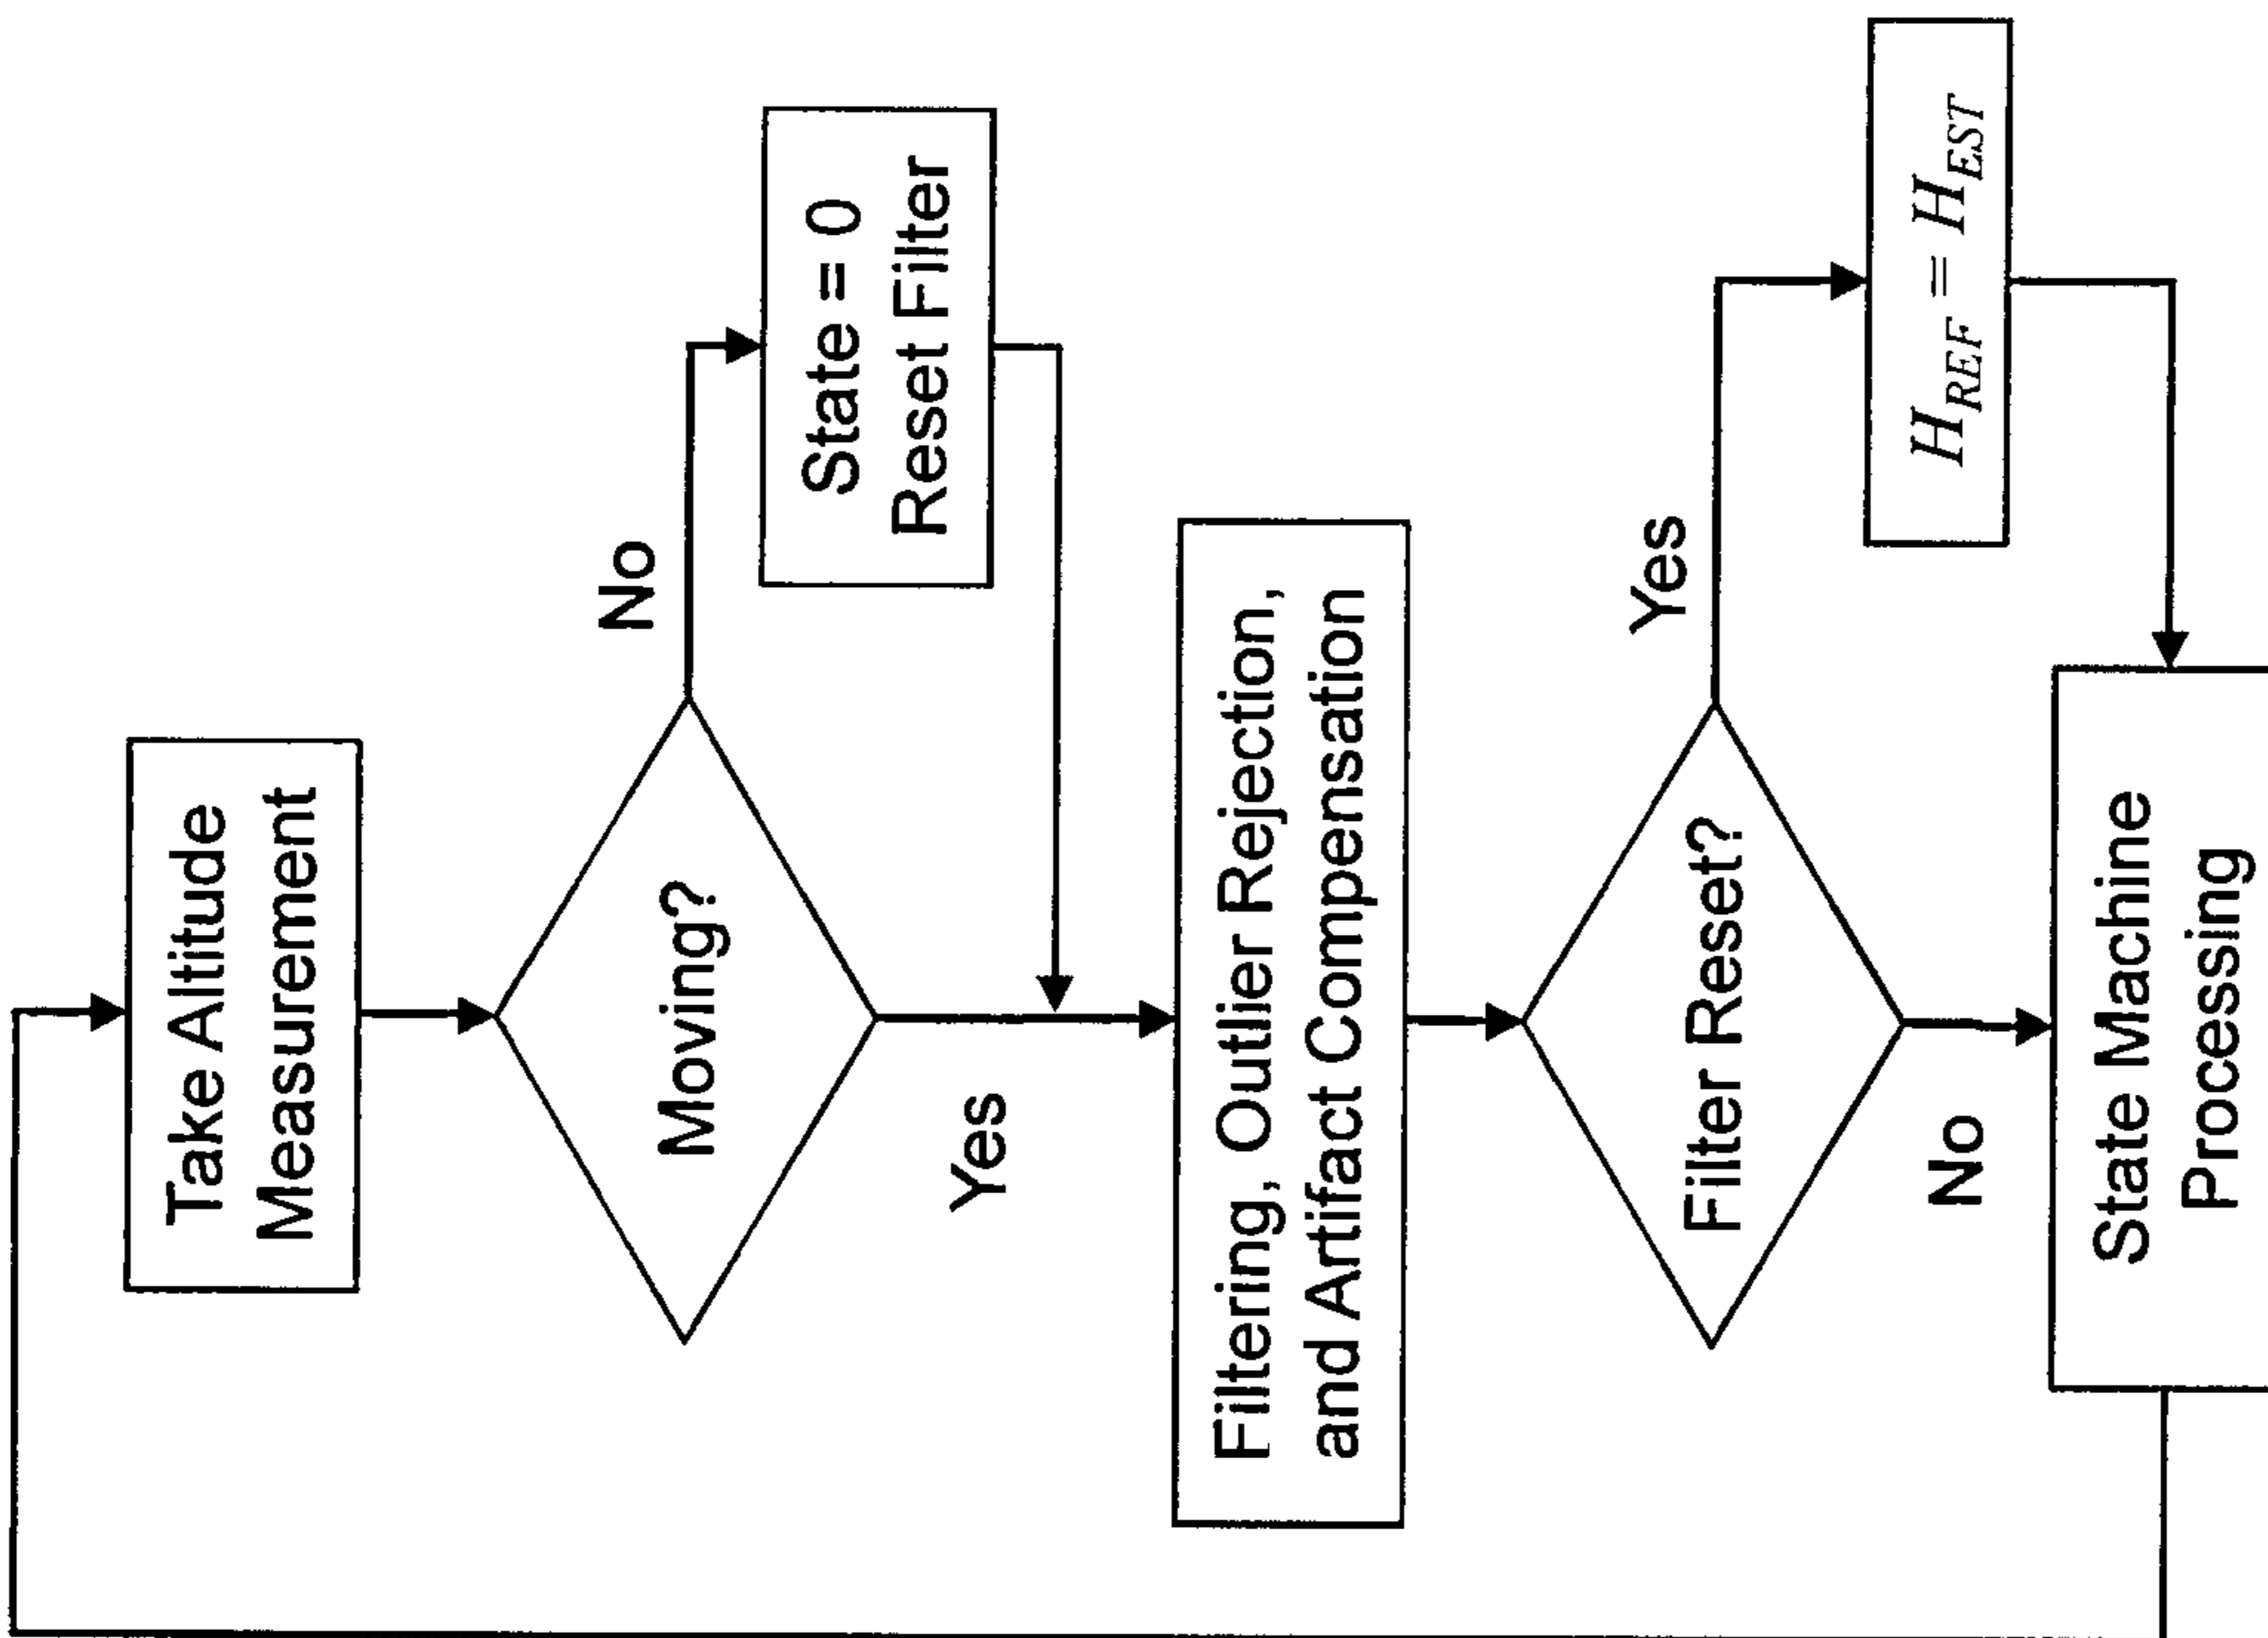 Take Altitude
Measurement
Moving?
No
State = 0
Reset Filter
Yes
Filtering, Outlier Rejection,
and Artifact Compensation
Filter Reset?
Yes
H_REF = H_EST
No
State Machine
Processing